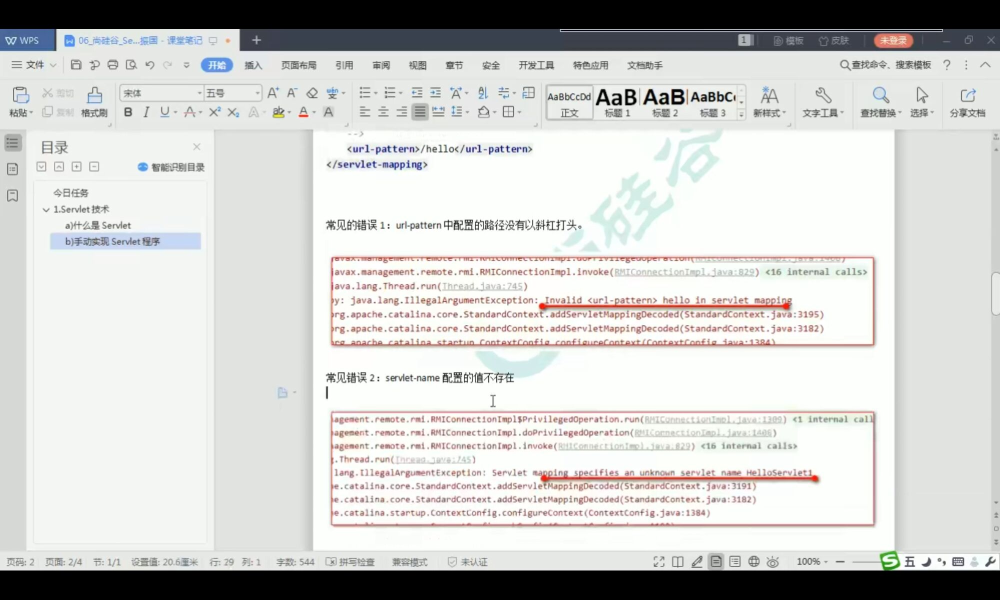 WPS
06_尚硅谷_Se...振国 - 课堂笔记
1
模板
皮肤
未登录
文件
开始
插入
页面布局
引用
审阅
视图
章节
安全
开发工具
特色应用
文档助手
查找命令、搜索模板
粘贴
剪切
复制
格式刷
宋体
五号
AaBbCcDd
正文
AaB
标题 1
AaB
标题 2
AaBbC
标题 3
新样式
文字工具
查找替换
选择
分享文档
目录
智能识别目录
今日任务
1.Servlet 技术
a)什么是 Servlet
b)手动实现 Servlet 程序
-->
<url-pattern>/hello</url-pattern>
</servlet-mapping>
常见的错误 1：url-pattern 中配置的路径没有以斜杠打头。
javax.management.remote.rmi.RMIConnectionImpl.doPrivilegedOperation(RMIConnectionImpl.java:1408)
javax.management.remote.rmi.RMIConnectionImpl.invoke(RMIConnectionImpl.java:829) <16 internal calls>
java.lang.Thread.run(Thread.java:745)
by: java.lang.IllegalArgumentException: Invalid <url-pattern> hello in servlet mapping
org.apache.catalina.core.StandardContext.addServletMappingDecoded(StandardContext.java:3195)
org.apache.catalina.core.StandardContext.addServletMappingDecoded(StandardContext.java:3182)
org.apache.catalina.startup.ContextConfig.configureContext(ContextConfig.java:1384)
常见错误 2：servlet-name 配置的值不存在
agement.remote.rmi.RMIConnectionImpl$PrivilegedOperation.run(RMIConnectionImpl.java:1309) <1 internal call
agement.remote.rmi.RMIConnectionImpl.doPrivilegedOperation(RMIConnectionImpl.java:1408)
agement.remote.rmi.RMIConnectionImpl.invoke(RMIConnectionImpl.java:829) <16 internal calls>
.Thread.run(Thread.java:745)
lang.IllegalArgumentException: Servlet mapping specifies an unknown servlet name HelloServlet1
e.catalina.core.StandardContext.addServletMappingDecoded(StandardContext.java:3191)
e.catalina.core.StandardContext.addServletMappingDecoded(StandardContext.java:3182)
e.catalina.startup.ContextConfig.configureContext(ContextConfig.java:1384)
页码: 2 页面: 2/4 节: 1/1 设置值: 20.6厘米 行: 29 列: 1 字数: 544 拼写检查 兼容模式 未认证
100%
五